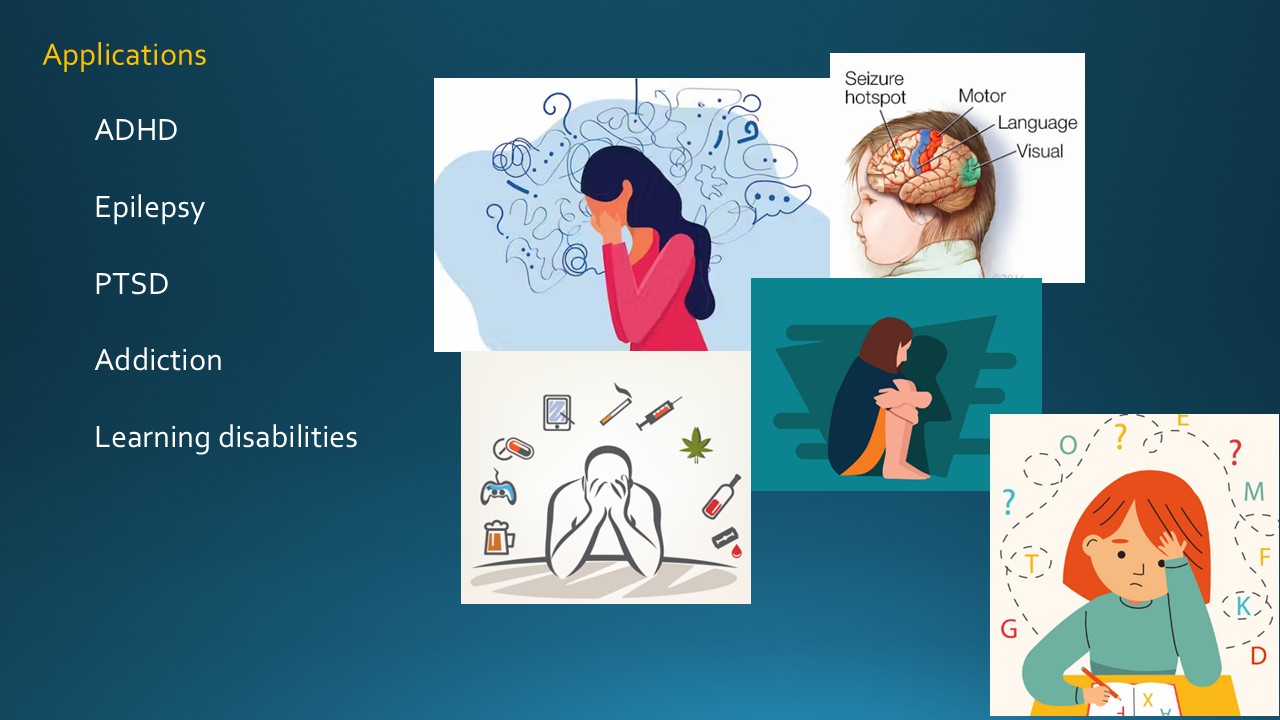 Applications
ADHD
Epilepsy
PTSD
Addiction
Learning disabilities
Seizure
hotspot
Motor
Language
Visual
?
?
?
O
?
E
?
?
M
T
F
K
G
D
X